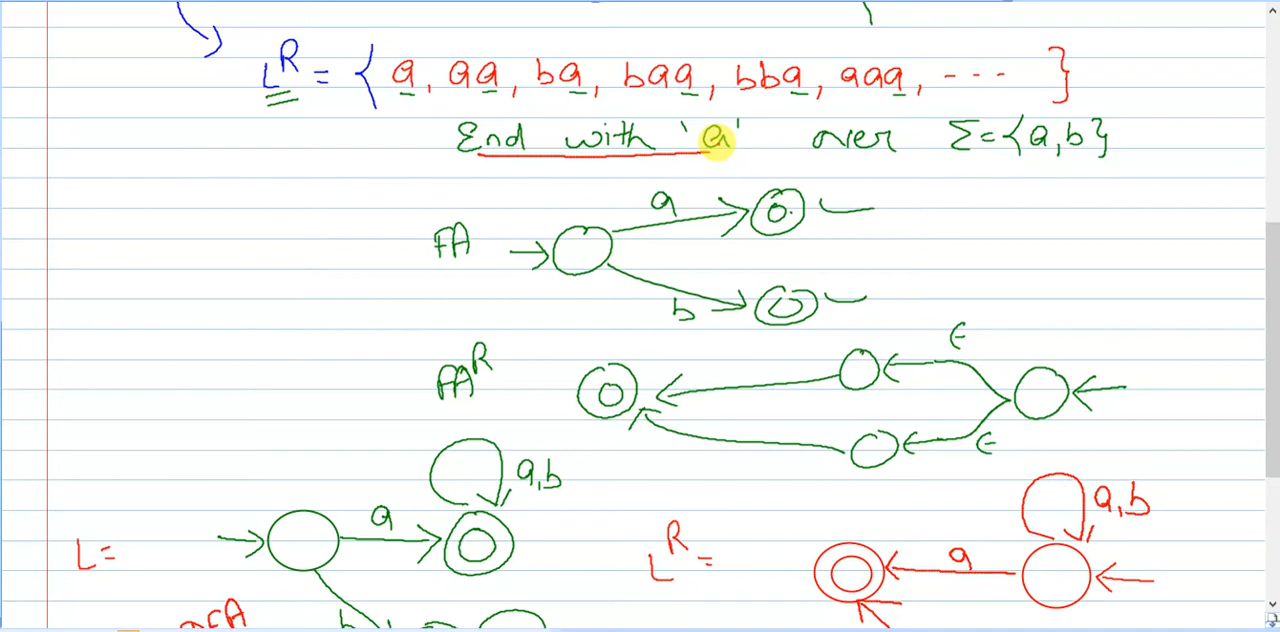 L^R = { a, aa, ba, baa, bba, aaa, --- }
End with 'a' over Σ={a,b}
a
FA
b
ϵ
FA^R
ϵ
a,b
a,b
a
L=
L^R =
a
b